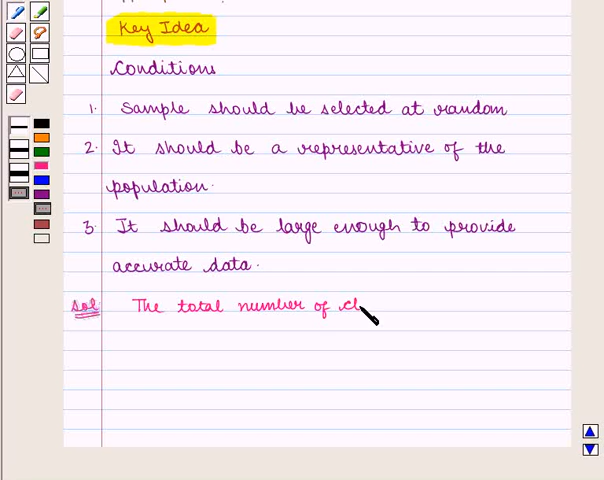 Key Idea
Conditions
1. Sample should be selected at random
2. It should be a representative of the
population.
3. It should be large enough to provide
accurate data.
Sol The total number of cl